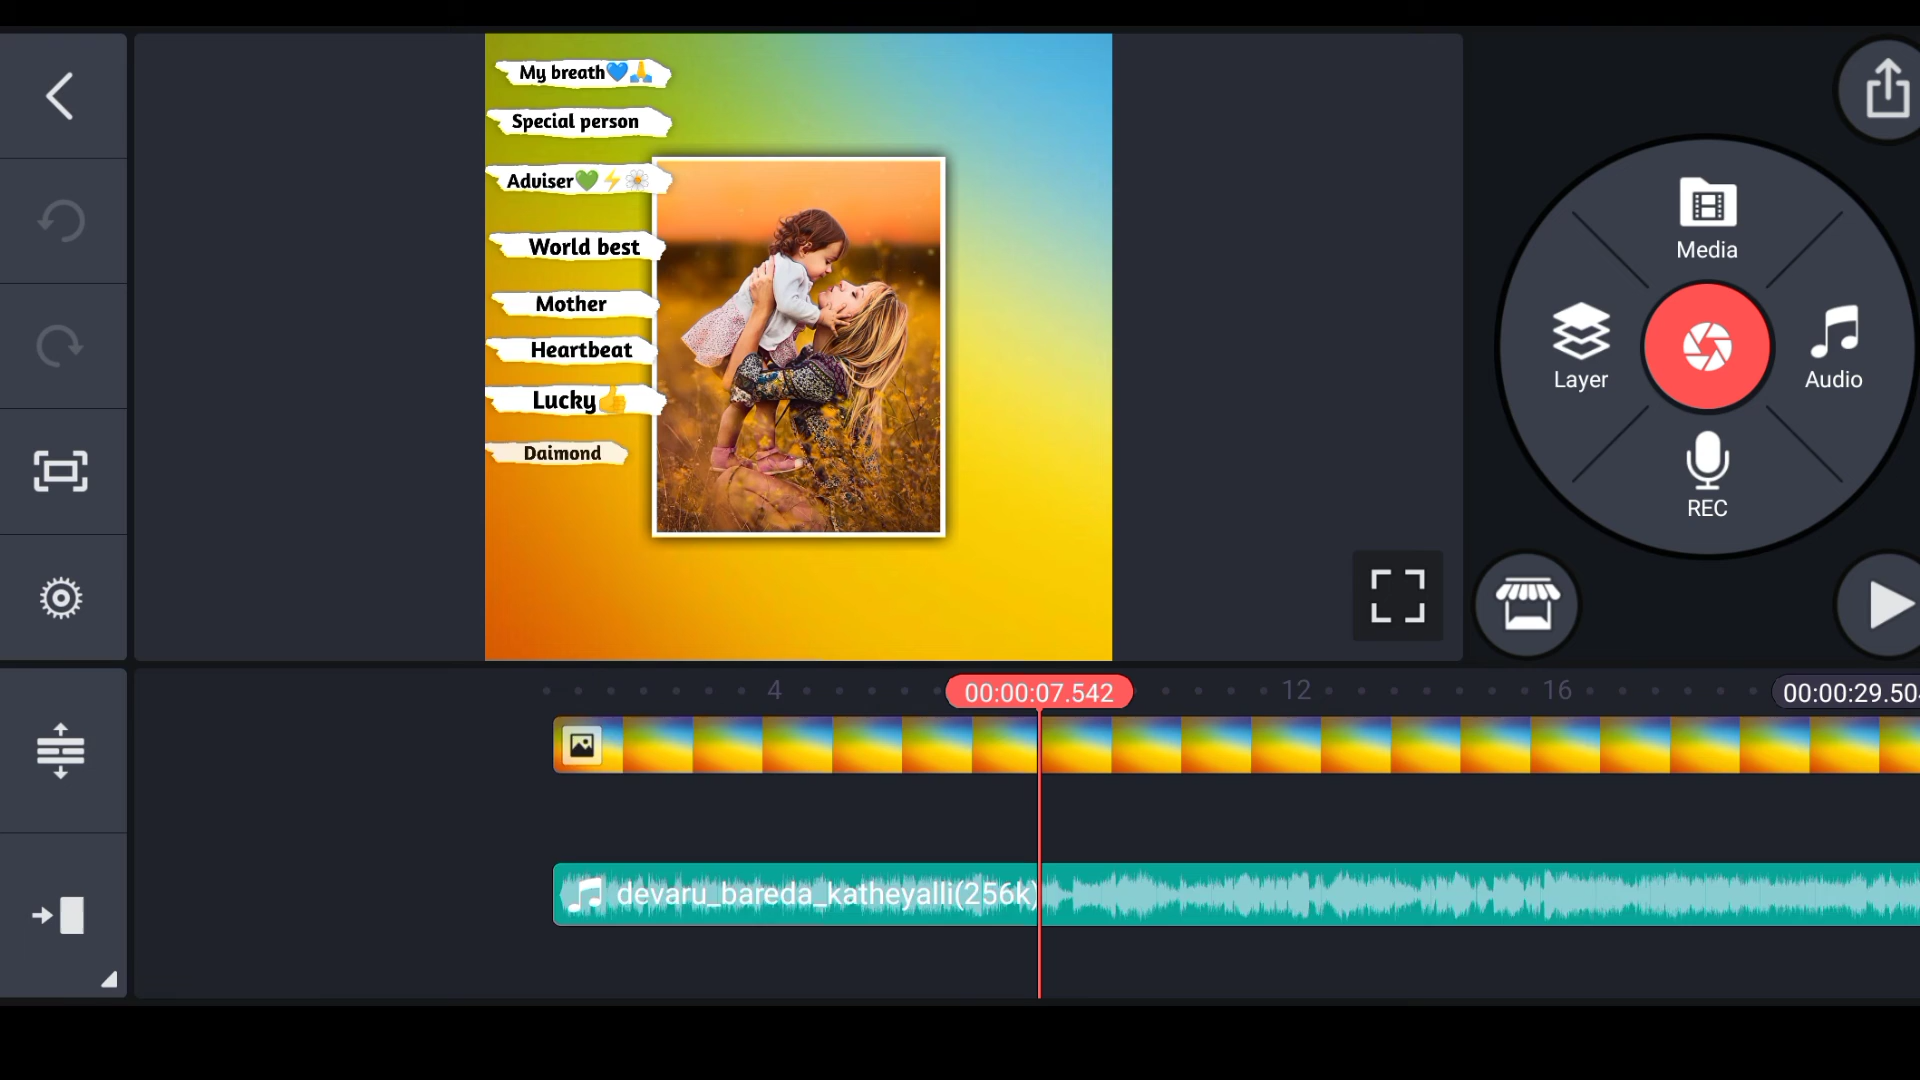 My breath💙🙏
Special person
Adviser💚⚡🌼
World best
Mother
Heartbeat
Lucky👍
Daimond
Media
Layer
Audio
REC
4
00:00:07.542
12
16
00:00:29.50
devaru_bareda_katheyalli(256k)